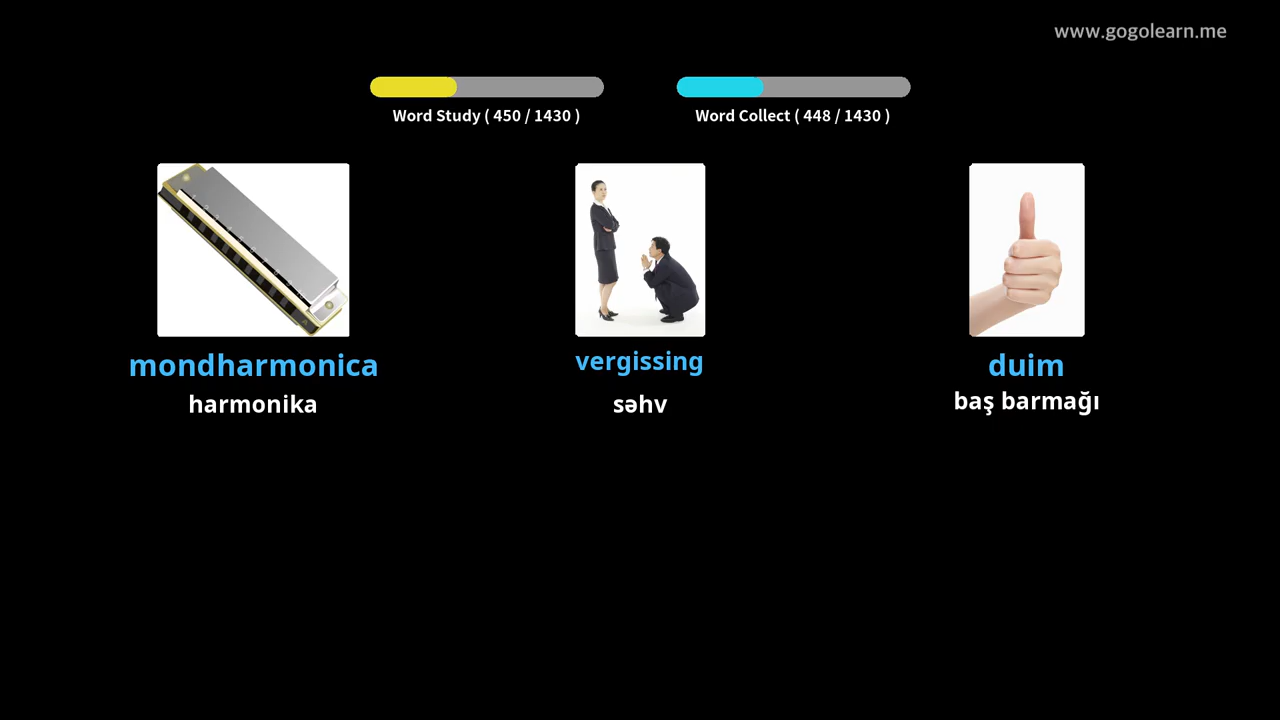 www.gogolearn.me
Word Study ( 450 / 1430 )
Word Collect ( 448 / 1430 )
mondharmonica
vergissing
duim
harmonika
səhv
baş barmağı